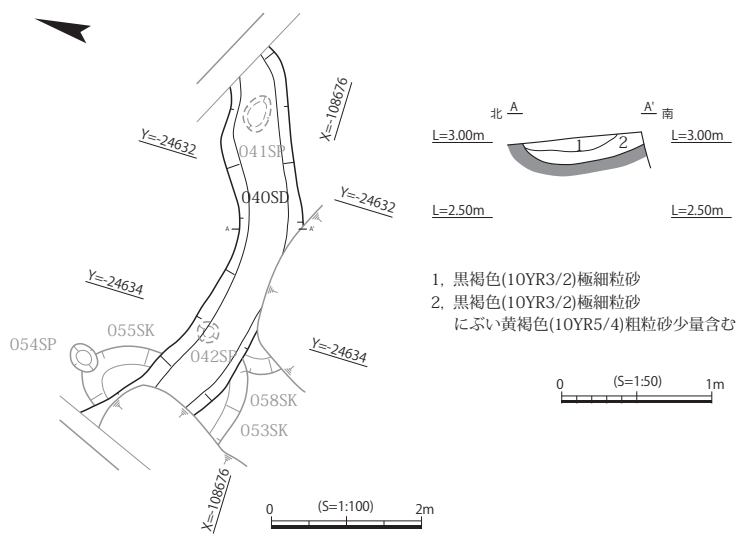 X=-108676
Y=-24632
041SP
040SD
Y=-24632
A
A'
Y=-24634
055SK
054SP
042SP
Y=-24634
058SK
053SK
X=-108676
0 (S=1:100) 2m
北 A A' 南
L=3.00m L=3.00m
1 2
L=2.50m L=2.50m
1, 黒褐色(10YR3/2)極細粒砂
2, 黒褐色(10YR3/2)極細粒砂
にぶい黄褐色(10YR5/4)粗粒砂少量含む
0 (S=1:50) 1m